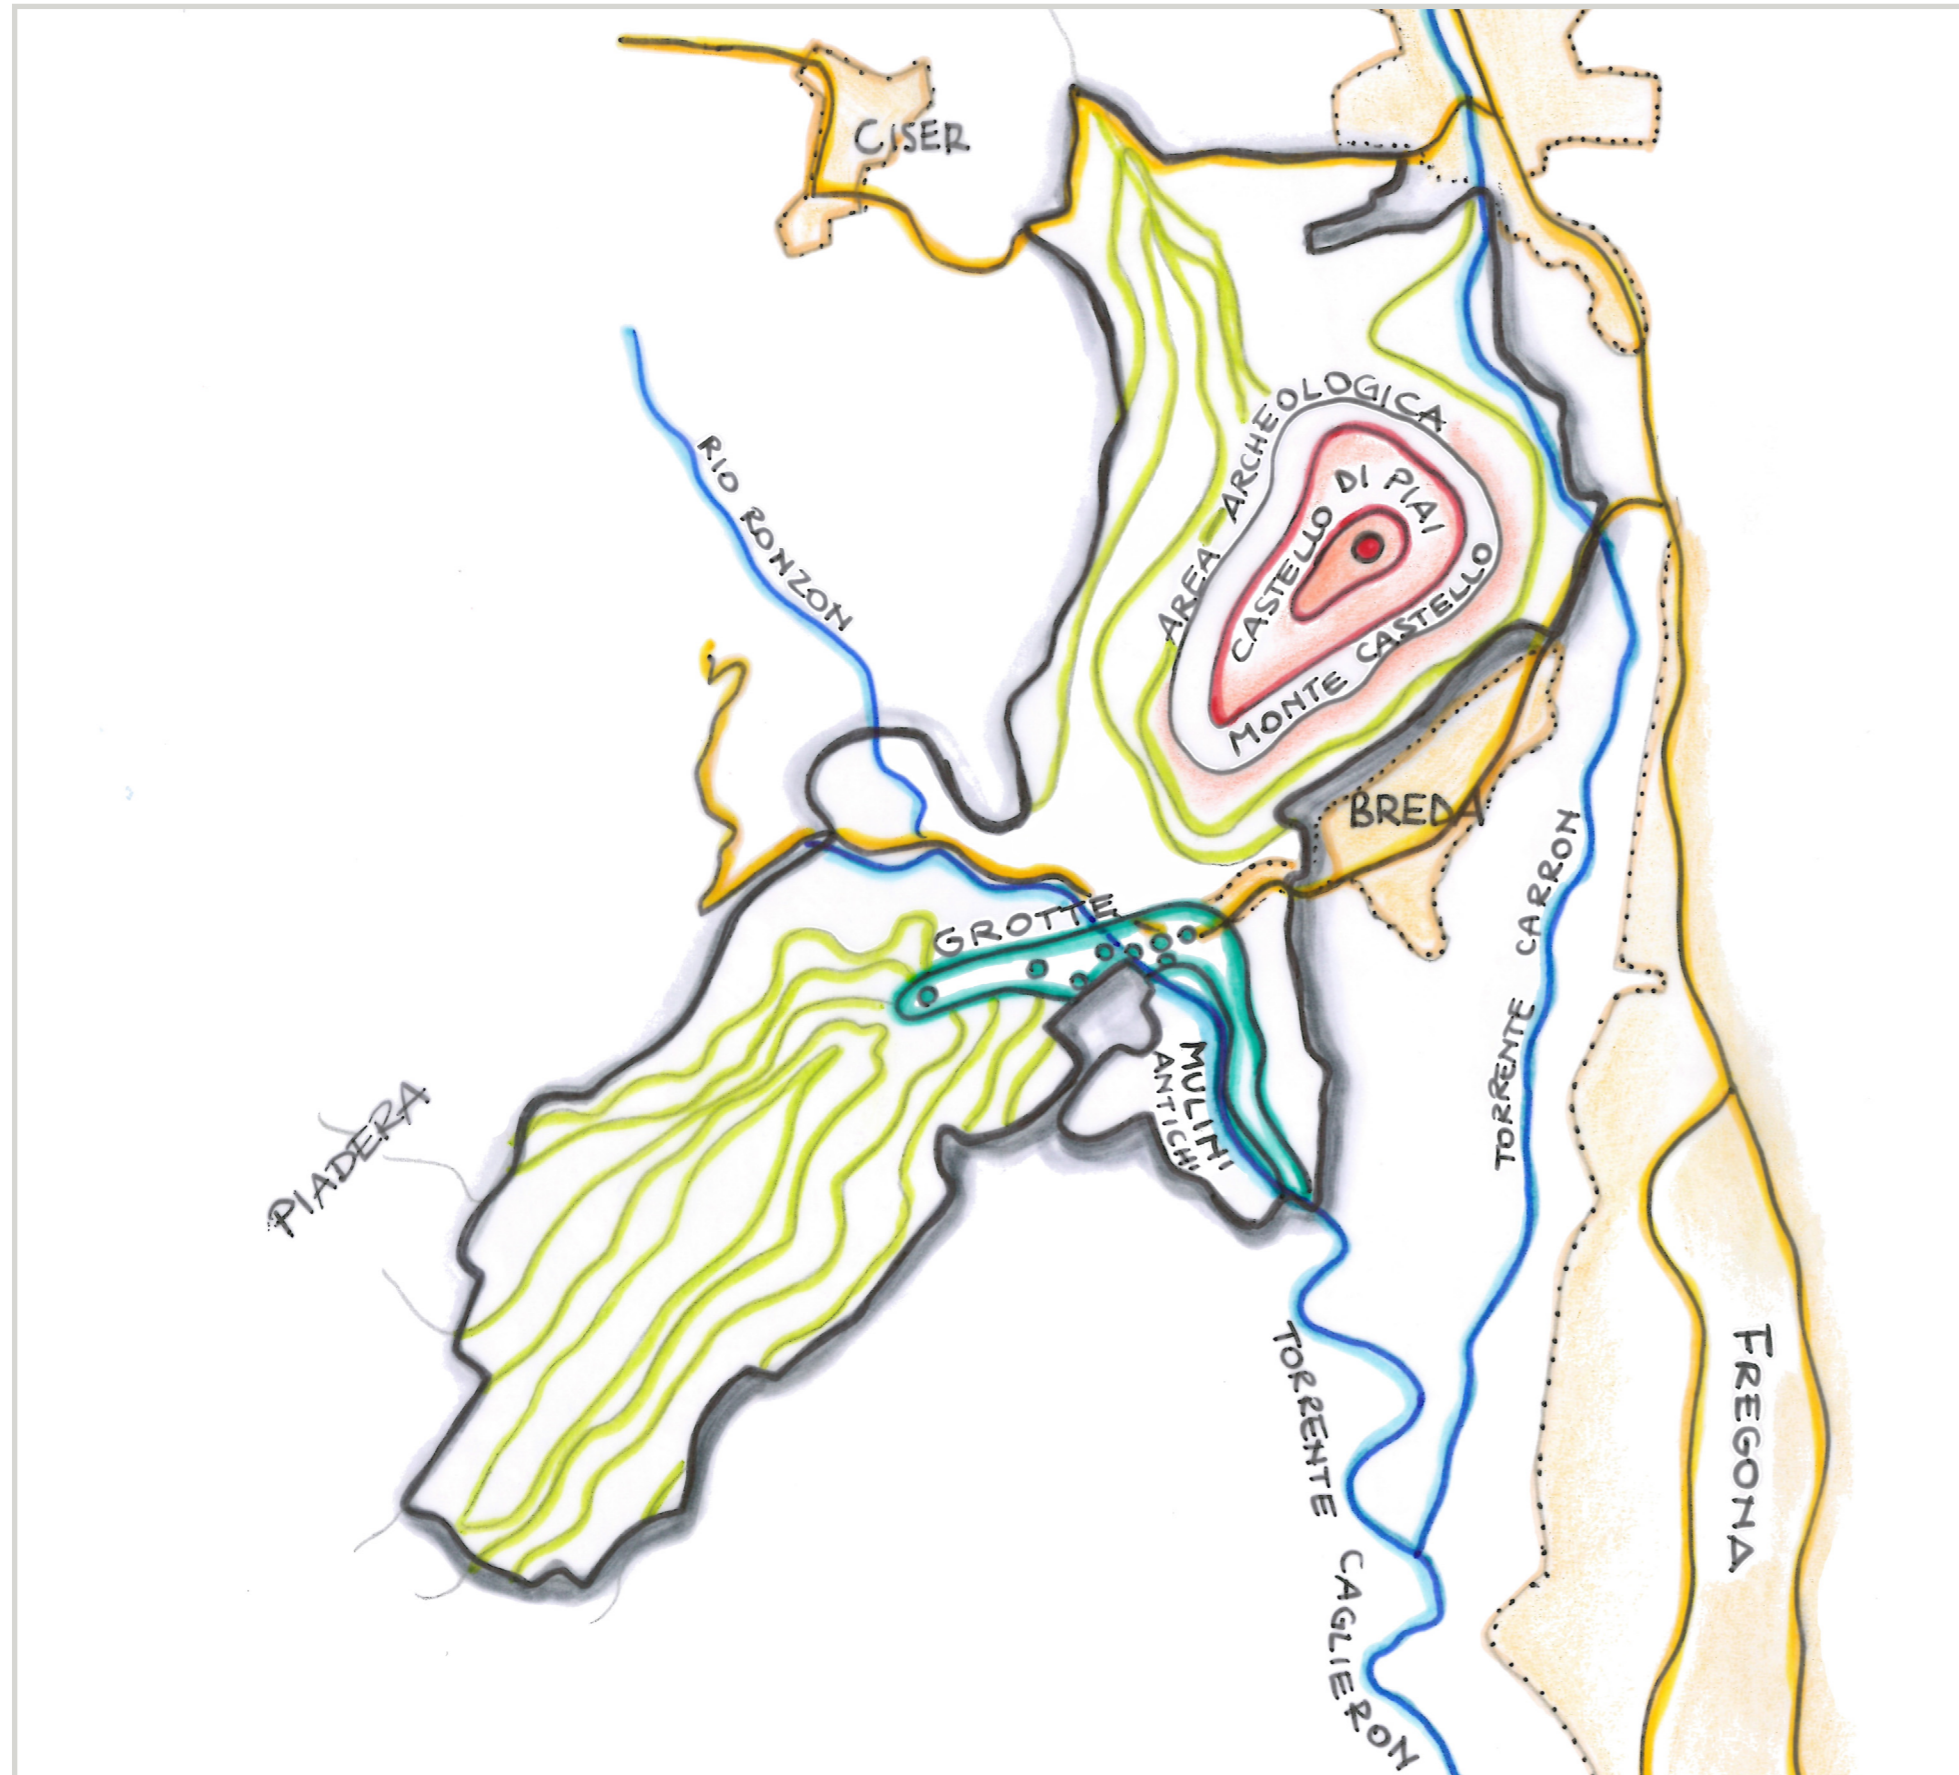 CISER
RIO RONZON
AREA ARCHEOLOGICA
CASTELLO DI PIAI
MONTE CASTELLO
BREDA
GROTTE
TORRENTE CARRON
MULINI
ANTICHI
PIADERA
TORRENTE CAGLIERON
FREGONA